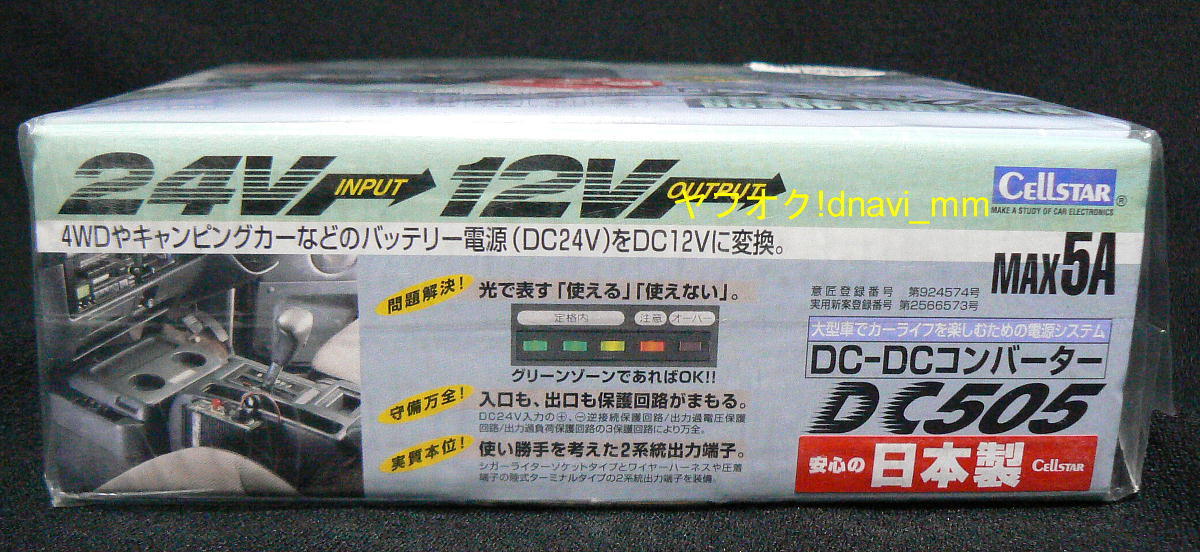 24V INPUT 12V OUTPUT
ヤフオク!dnavi_mm
CELLSTAR®
MAKE A STUDY OF CAR ELECTRONICS
4WDやキャンピングカーなどのバッテリー電源(DC24V)をDC12Vに変換。
MAX5A
問題解決! 光で表す「使える」「使えない」。
定格内 注意 オーバー
グリーンゾーンであればOK!!
守備万全! 入口も、出口も保護回路がまもる。
DC24V入力の⊕、⊖逆接続保護回路/出力過電圧保護
回路/出力過負荷保護回路の3保護回路により万全。
実質本位! 使い勝手を考えた2系統出力端子。
シガーライターソケットタイプとワイヤーハーネスや圧着
端子の陸式ターミナルタイプの2系統出力端子を装備。
意匠登録番号 第924574号
実用新案登録番号 第2566573号
大型車でカーライフを楽しむための電源システム
DC-DCコンバーター
DC505
安心の 日本製 CELLSTAR